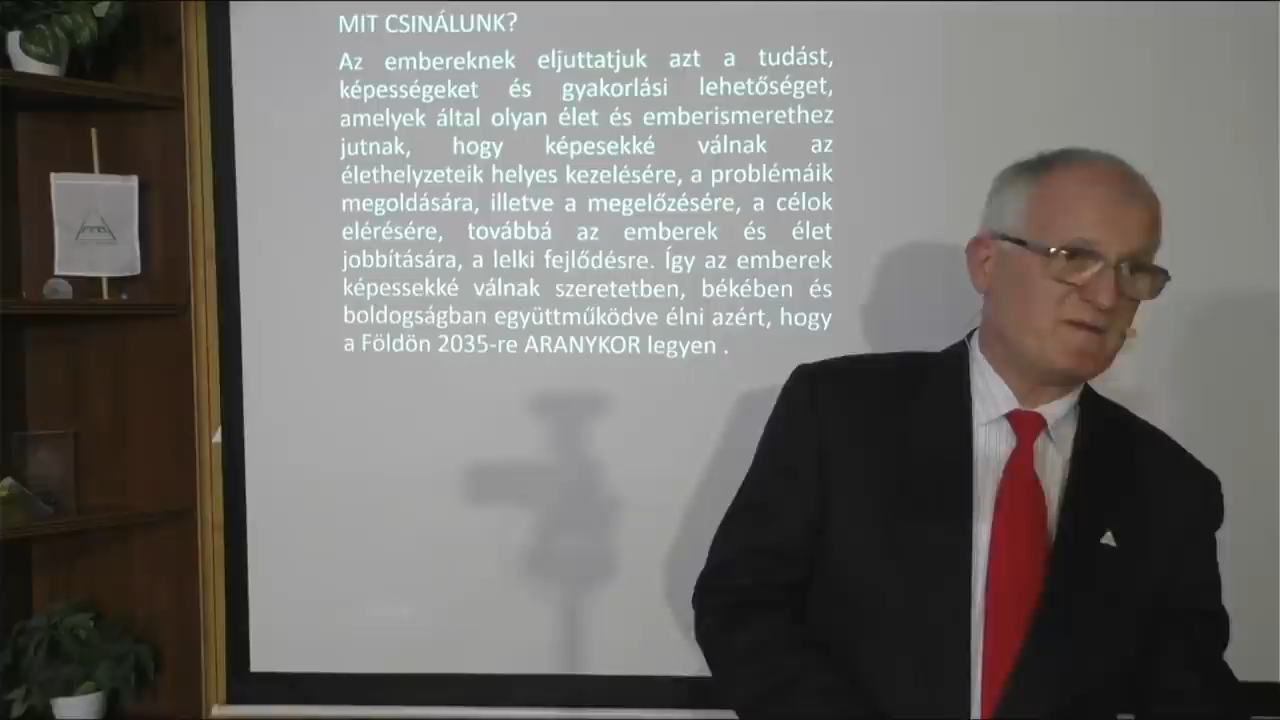 MIT CSINÁLUNK?
Az embereknek eljuttatjuk azt a tudást,
képességeket és gyakorlási lehetőséget,
amelyek által olyan élet és emberismerethez
jutnak, hogy képesekké válnak az
élethelyzeteik helyes kezelésére, a problémáik
megoldására, illetve a megelőzésére, a célok
elérésére, továbbá az emberek és élet
jobbítására, a lelki fejlődésre. Így az emberek
képessekké válnak szeretetben, békében és
boldogságban együttműködve élni azért, hogy
a Földön 2035-re ARANYKOR legyen .